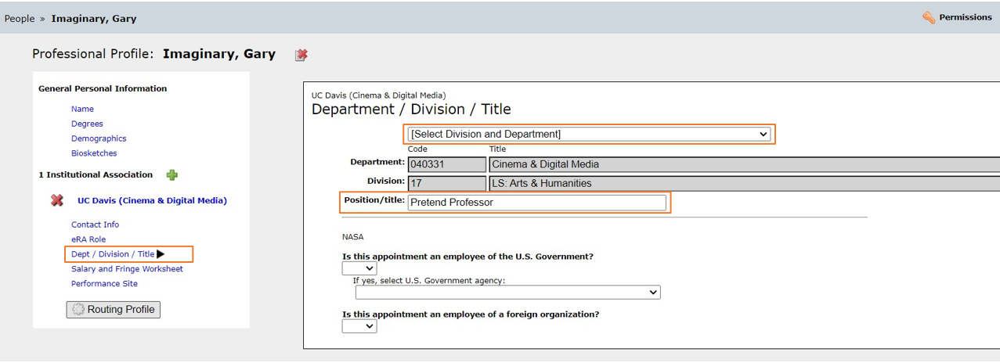 People » Imaginary, Gary
Permissions
Professional Profile: Imaginary, Gary
General Personal Information
Name
Degrees
Demographics
Biosketches
1 Institutional Association
UC Davis (Cinema & Digital Media)
Contact Info
eRA Role
Dept / Division / Title
Salary and Fringe Worksheet
Performance Site
Routing Profile
UC Davis (Cinema & Digital Media)
Department / Division / Title
[Select Division and Department]
Code Title
Department: 040331 Cinema & Digital Media
Division: 17 LS: Arts & Humanities
Position/title: Pretend Professor
NASA
Is this appointment an employee of the U.S. Government?
If yes, select U.S. Government agency:
Is this appointment an employee of a foreign organization?